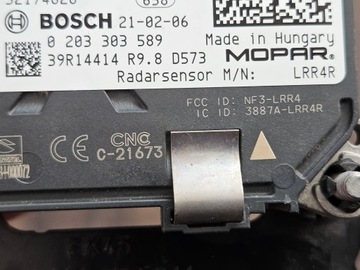 BOSCH 21-02-06
0 203 303 589
Made in Hungary
39R14414 R9.8 D573
MOPAR
Radarsensor M/N: LRR4R
FCC ID: NF3-LRR4
IC ID: 3887A-LRR4R
CE
CNC
C-21673